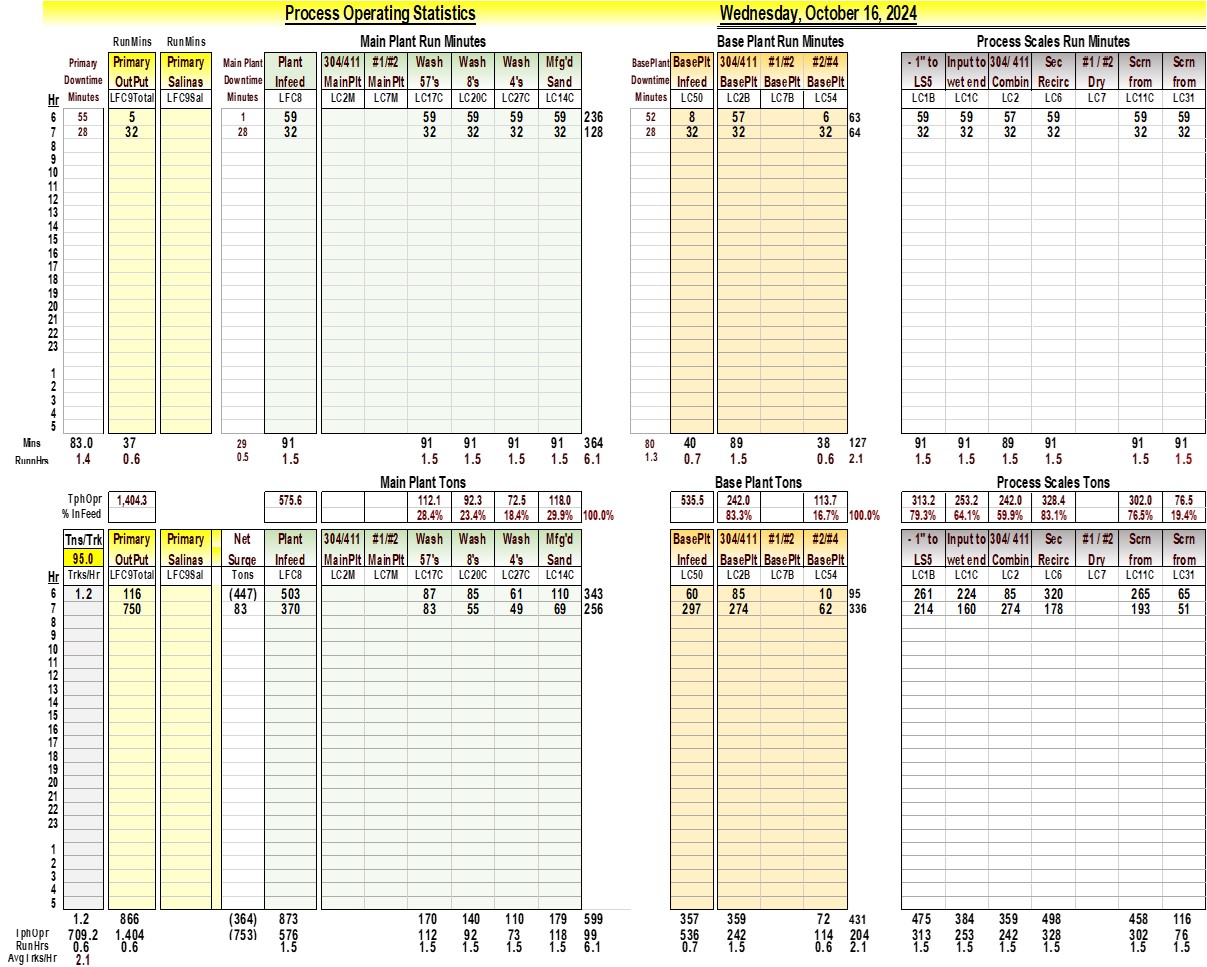 Process Operating Statistics Wednesday, October 16, 2024
RunMins RunMins Main Plant Run Minutes Base Plant Run Minutes Process Scales Run Minutes
Primary Primary Primary Main Plant Plant 304/411 #1/#2 Wash Wash Wash Mfg'd BasePlant BasePlt 304/411 #1/#2 #2/#4 - 1" to Input to 304/ 411 Sec #1 / #2 Scrn Scrn
Downtime OutPut Salinas Downtime Infeed MainPlt MainPlt 57's 8's 4's Sand Downtime Infeed BasePlt BasePlt BasePlt LS5 wet end Combin Recirc Dry from from
Hr Minutes LFC9Total LFC9Sal Minutes LFC8 LC2M LC7M LC17C LC20C LC27C LC14C Minutes LC50 LC2B LC7B LC54 LC1B LC1C LC2 LC6 LC7 LC11C LC31
6 55 5 1 59 59 59 59 59 236 52 8 57 6 63 59 59 57 59 59 59
7 28 32 28 32 32 32 32 32 128 28 32 32 32 64 32 32 32 32 32 32
8
9
10
11
12
13
14
15
16
17
18
19
20
21
22
23
1
2
3
4
5
Mins 83.0 37 29 91 91 91 91 91 364 80 40 89 38 127 91 91 89 91 91 91
RunnHrs 1.4 0.6 0.5 1.5 1.5 1.5 1.5 1.5 6.1 1.3 0.7 1.5 0.6 2.1 1.5 1.5 1.5 1.5 1.5 1.5
Main Plant Tons Base Plant Tons Process Scales Tons
TphOpr 1,404.3 575.6 112.1 92.3 72.5 118.0 535.5 242.0 113.7 313.2 253.2 242.0 328.4 302.0 76.5
% InFeed 28.4% 23.4% 18.4% 29.9% 100.0% 83.3% 16.7% 100.0% 79.3% 64.1% 59.9% 83.1% 76.5% 19.4%
Tns/Trk Primary Primary Net Plant 304/411 #1/#2 Wash Wash Wash Mfg'd BasePlt 304/411 #1/#2 #2/#4 - 1" to Input to 304/ 411 Sec #1 / #2 Scrn Scrn
95.0 OutPut Salinas Surge Infeed MainPlt MainPlt 57's 8's 4's Sand Infeed BasePlt BasePlt BasePlt LS5 wet end Combin Recirc Dry from from
Hr Trks/Hr LFC9Total LFC9Sal Tons LFC8 LC2M LC7M LC17C LC20C LC27C LC14C LC50 LC2B LC7B LC54 LC1B LC1C LC2 LC6 LC7 LC11C LC31
6 1.2 116 (447) 503 87 85 61 110 343 60 85 10 95 261 224 85 320 265 65
7 750 83 370 83 55 49 69 256 297 274 62 336 214 160 274 178 193 51
8
9
10
11
12
13
14
15
16
17
18
19
20
21
22
23
1
2
3
4
5
1.2 866 (364) 873 170 140 110 179 599 357 359 72 431 475 384 359 498 458 116
TphOpr 709.2 1,404 (753) 576 112 92 73 118 99 536 242 114 204 313 253 242 328 302 76
RunHrs 0.6 0.6 1.5 1.5 1.5 1.5 1.5 6.1 0.7 1.5 0.6 2.1 1.5 1.5 1.5 1.5 1.5 1.5
AvgTrks/Hr 2.1